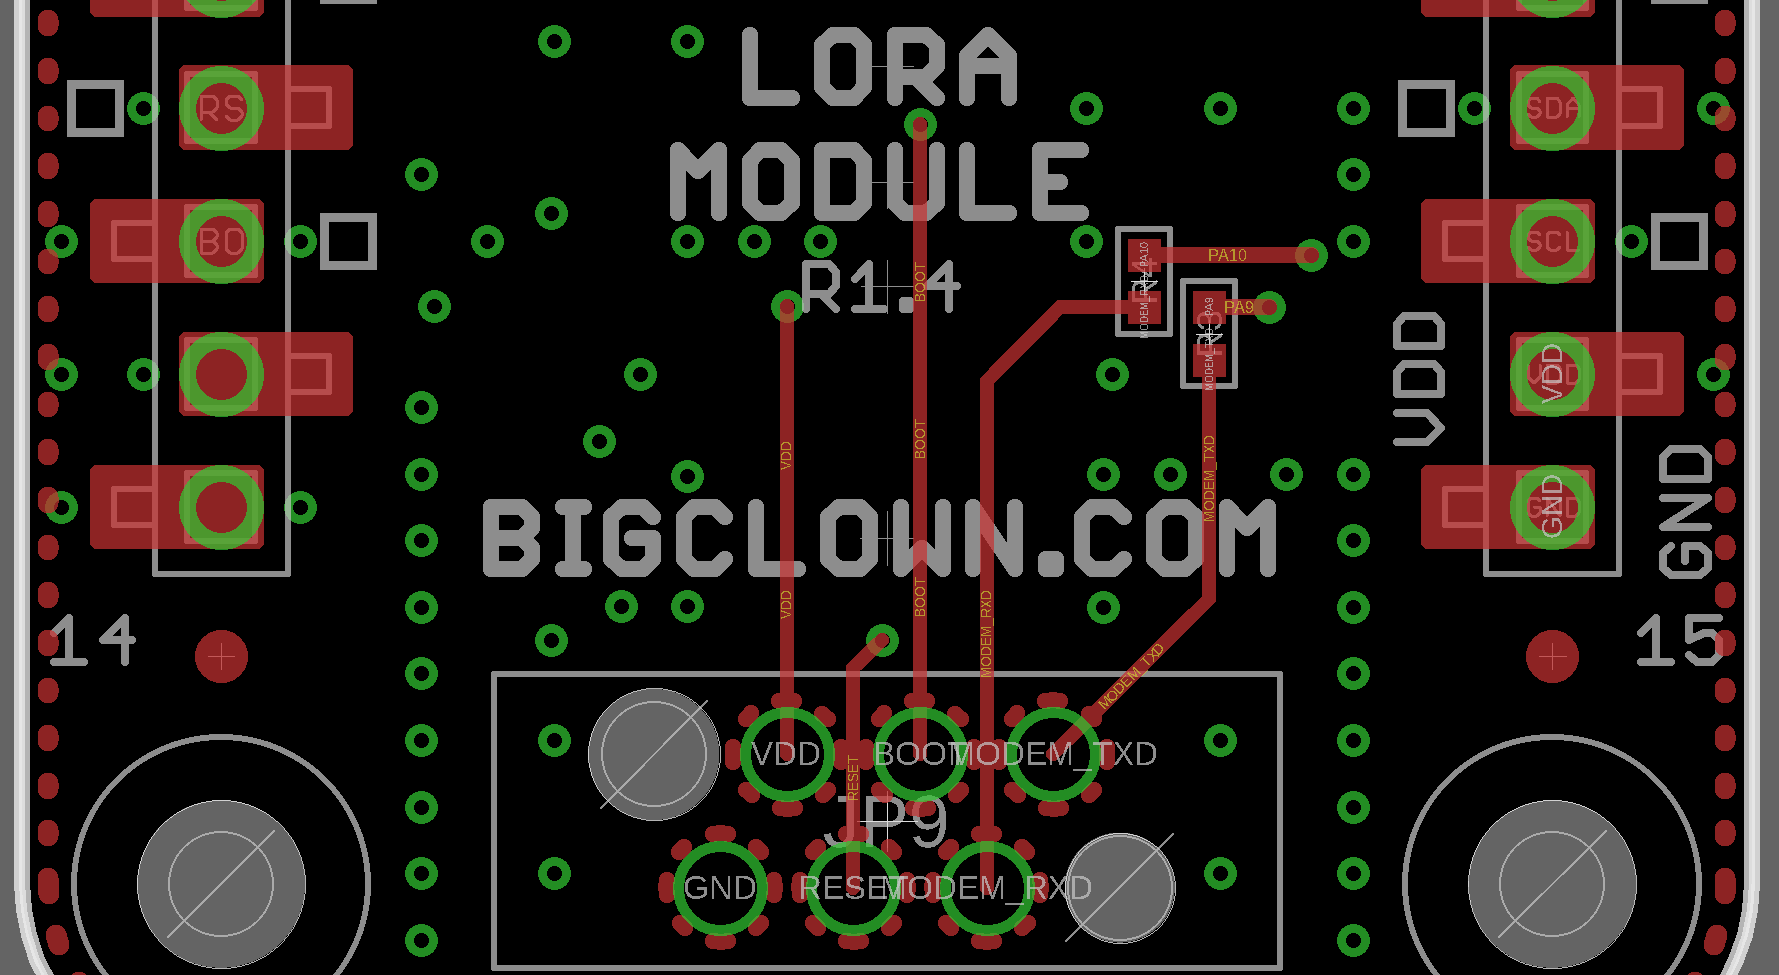 LORA
RS
SDA
MODULE
BO
SCL
PA10
PA10
R1.4
BOOT
R4
PA9
PA9
MODEM_RXD
R3
MODEM_TXD
VDD
VDD
VDD
BOOT
MODEM_TXD
GND
GND
BIGCLOWN.COM
VDD
BOOT
MODEM_RXD
14
15
MODEM_TXD
VDD
BOOT
MODEM_TXD
RESET
JP9
GND
RESET
MODEM_RXD